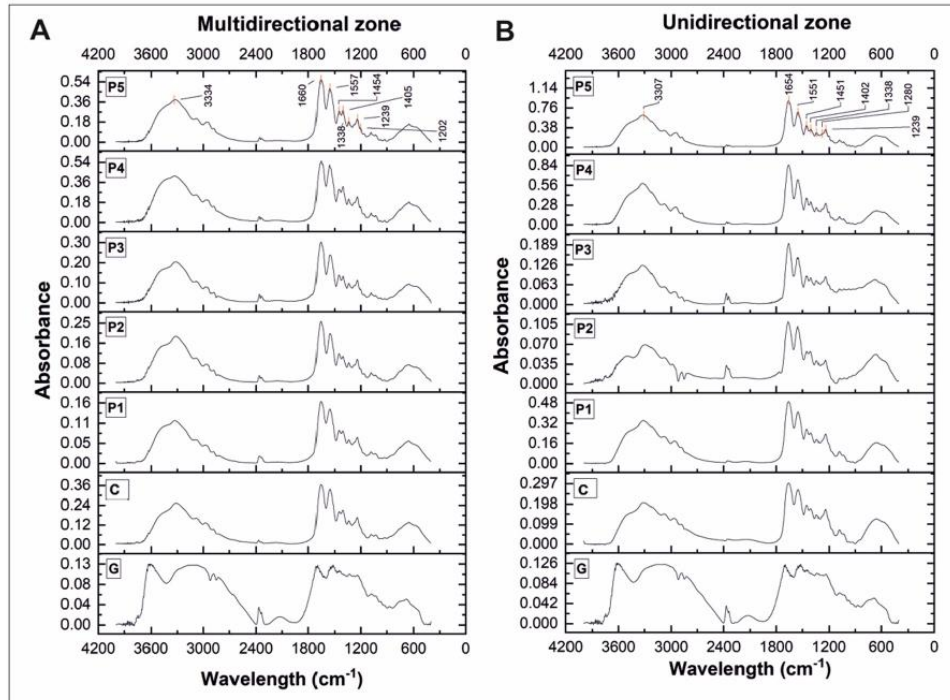 A
Multidirectional zone
4200 3600 3000 2400 1800 1200 600 0
P5
0.54
0.36
0.18
0.00
3334
1660
1557
1454
1405
1338
1239
1202
P4
0.54
0.36
0.18
0.00
P3
0.30
0.20
0.10
0.00
P2
0.25
0.16
0.08
0.00
P1
0.16
0.11
0.05
0.00
C
0.36
0.24
0.12
0.00
G
0.13
0.08
0.04
0.00
Absorbance
4200 3600 3000 2400 1800 1200 600 0
Wavelength (cm-1)
B
Unidirectional zone
4200 3600 3000 2400 1800 1200 600 0
P5
1.14
0.76
0.38
0.00
3307
1654
1551
1451
1402
1338
1280
1239
P4
0.84
0.56
0.28
0.00
P3
0.189
0.126
0.063
0.000
P2
0.105
0.070
0.035
0.000
P1
0.48
0.32
0.16
0.00
C
0.297
0.198
0.099
0.000
G
0.126
0.084
0.042
0.000
Absorbance
4200 3600 3000 2400 1800 1200 600 0
Wavelength (cm-1)